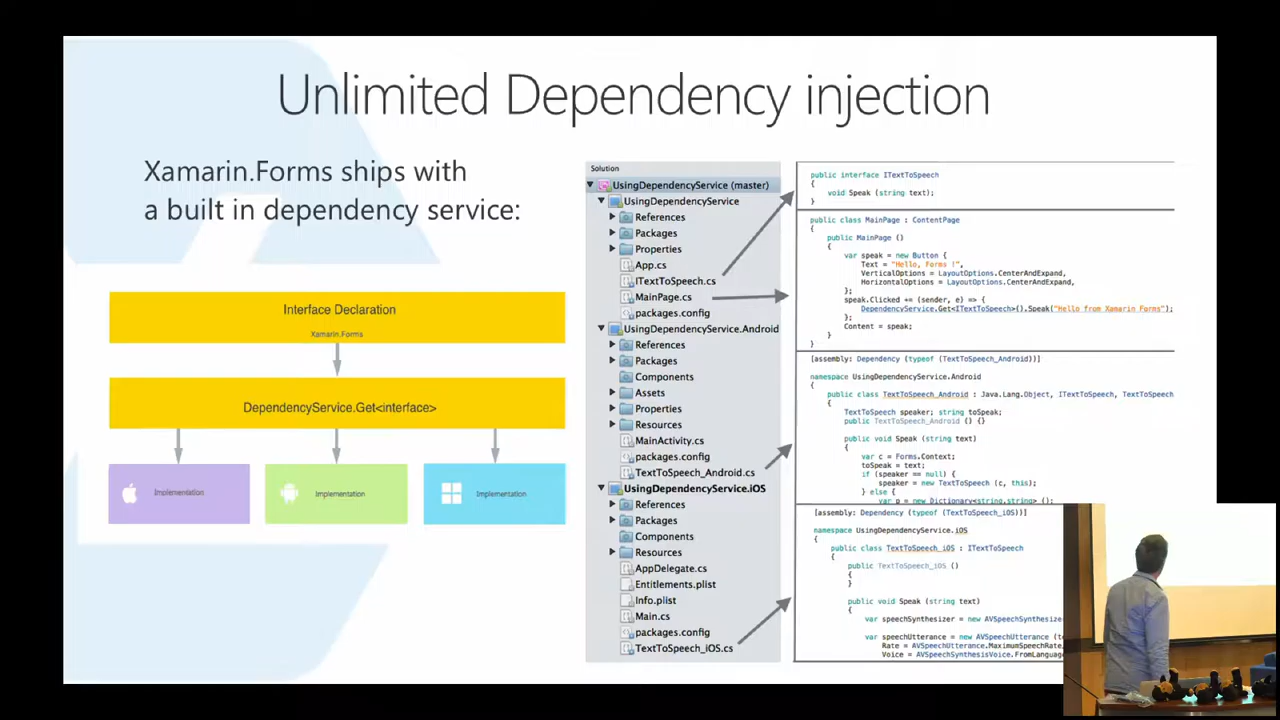 Unlimited Dependency injection
Xamarin.Forms ships with
a built in dependency service:
Interface Declaration
Xamarin.Forms
DependencyService.Get<interface>
Implementation
Implementation
Implementation
Solution
UsingDependencyService (master)
UsingDependencyService
References
Packages
Properties
App.cs
ITextToSpeech.cs
MainPage.cs
packages.config
UsingDependencyService.Android
References
Packages
Components
Assets
Properties
Resources
MainActivity.cs
packages.config
TextToSpeech_Android.cs
UsingDependencyService.iOS
References
Packages
Components
Resources
AppDelegate.cs
Entitlements.plist
Info.plist
Main.cs
packages.config
TextToSpeech_iOS.cs
public interface ITextToSpeech
{
void Speak (string text);
}
public class MainPage : ContentPage
{
public MainPage ()
{
var speak = new Button {
Text = "Hello, Forms !",
VerticalOptions = LayoutOptions.CenterAndExpand,
HorizontalOptions = LayoutOptions.CenterAndExpand,
};
speak.Clicked += (sender, e) => {
DependencyService.Get<ITextToSpeech>().Speak("Hello from Xamarin Forms");
};
Content = speak;
}
}
[assembly: Dependency (typeof (TextToSpeech_Android))]
namespace UsingDependencyService.Android
{
public class TextToSpeech_Android : Java.Lang.Object, ITextToSpeech, TextToSpeech
{
TextToSpeech speaker; string toSpeak;
public TextToSpeech_Android () {}
public void Speak (string text)
{
var c = Forms.Context;
toSpeak = text;
if (speaker == null) {
speaker = new TextToSpeech (c, this);
} else {
var p = new Dictionary<string,string> ();
[assembly: Dependency (typeof (TextToSpeech_iOS))]
namespace UsingDependencyService.iOS
{
public class TextToSpeech_iOS : ITextToSpeech
{
public TextToSpeech_iOS ()
{
}
public void Speak (string text)
{
var speechSynthesizer = new AVSpeechSynthesizer
var speechUtterance = new AVSpeechUtterance (
Rate = AVSpeechUtterance.MaximumSpeechRate,
Voice = AVSpeechSynthesisVoice.FromLanguage